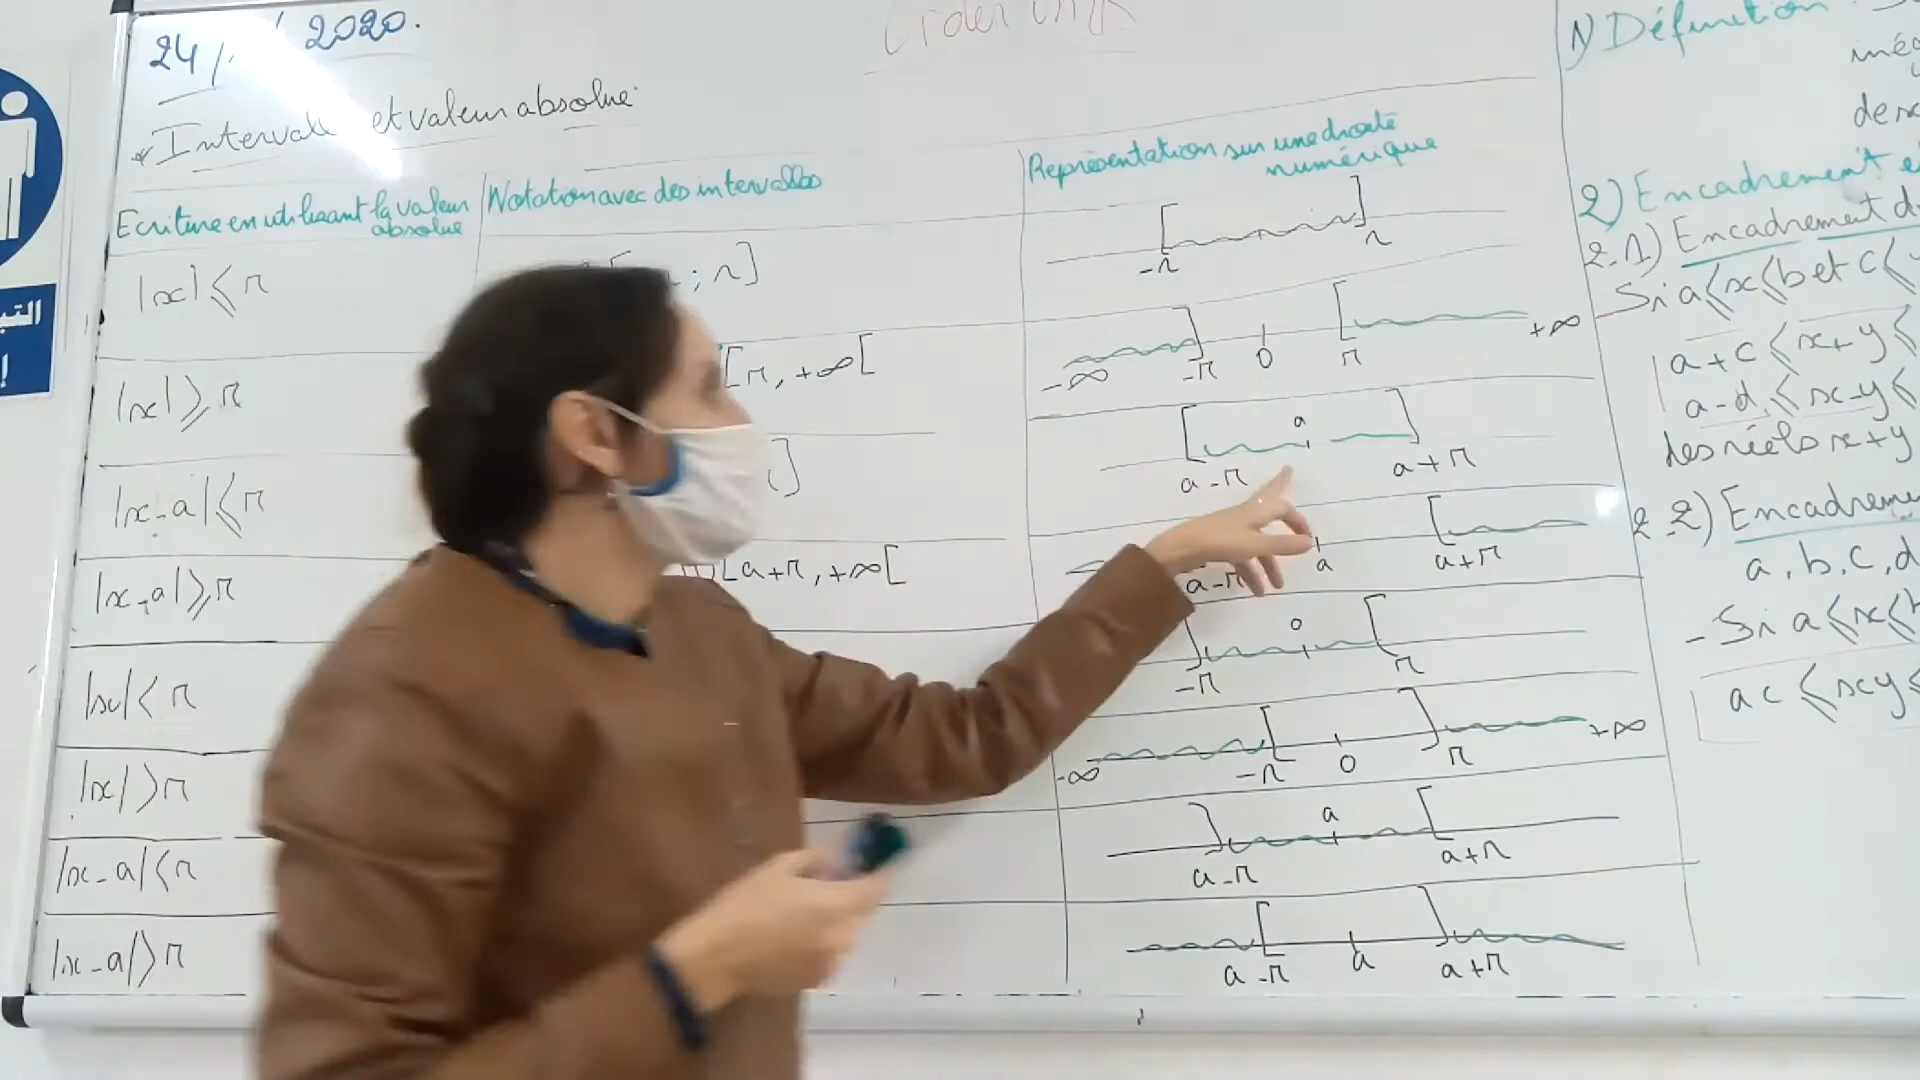 24/ / 2020.
* Intervalle et valeur absolue
Ecriture en utilisant la valeur absolue
Notation avec des intervalles
Représentation sur une droite numérique
|x| ⩽ r
; r]
-r r
|x| ⩾ r
[r, +∞[
-∞ -r 0 r +∞
|x-a| ⩽ r
]
a-r a a+r
|x-a| ⩾ r
[a+r, +∞[
a-r a a+r
|x| < r
-r 0 r
|x| > r
-∞ -r 0 r +∞
|x-a| < r
a-r a a+r
|x-a| > r
a-r a a+r
1) Définition :
2) Encadrement
2.1) Encadrement
Si a⩽x⩽b et c⩽
a+c ⩽ x+y ⩽
a-d ⩽ x-y ⩽
des réels x+y
2-2) Encadreme
a, b, c, d
- Si a⩽x⩽b
ac ⩽ xy ⩽